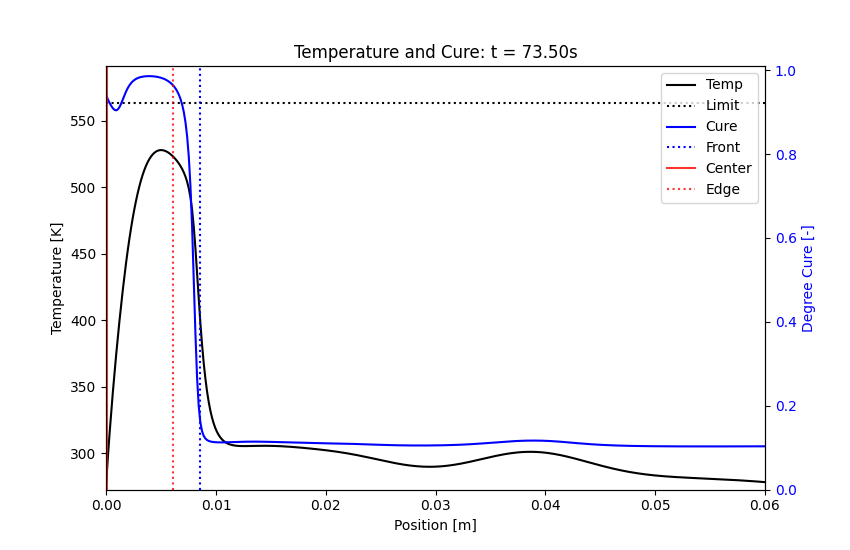 Temperature and Cure: t = 73.50s
Temp
Limit
Cure
Front
Center
Edge
Temperature [K]
550
500
450
400
350
300
Degree Cure [-]
1.0
0.8
0.6
0.4
0.2
0.0
0.00 0.01 0.02 0.03 0.04 0.05 0.06
Position [m]